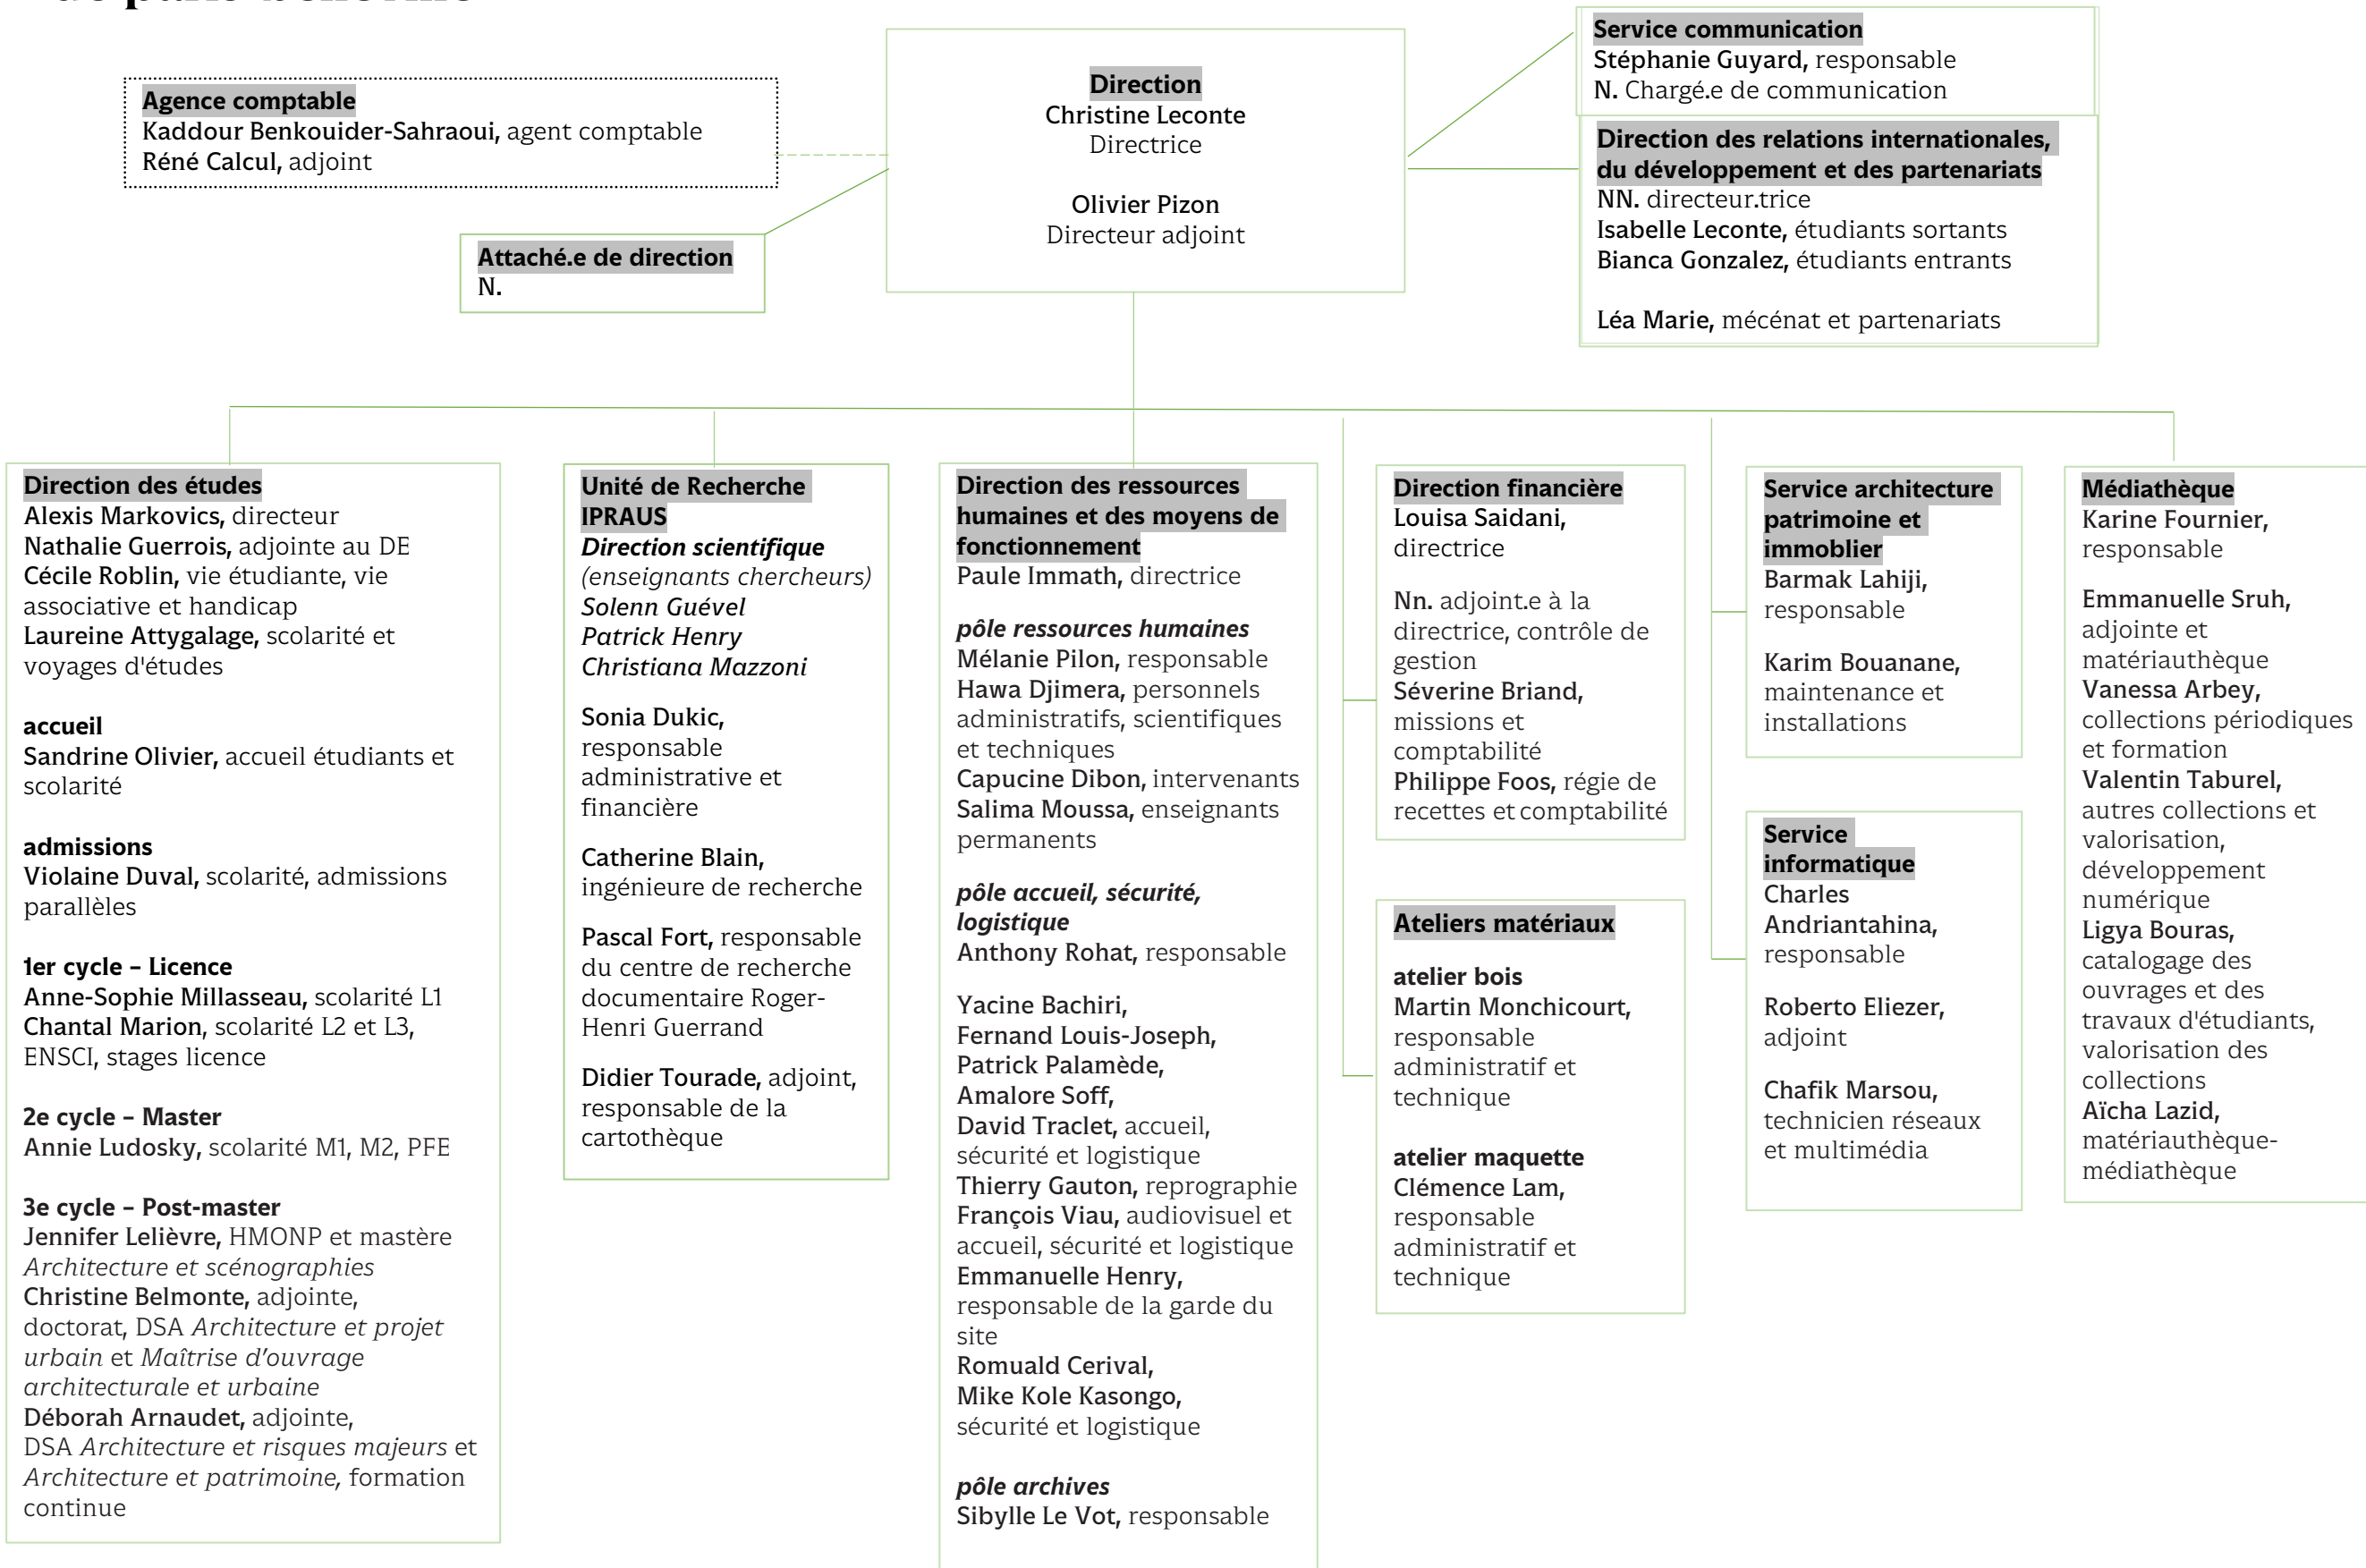 Agence comptable
Kaddour Benkouider-Sahraoui, agent comptable
Réné Calcul, adjoint
Attaché.e de direction
N.
Direction
Christine Leconte
Directrice
Olivier Pizon
Directeur adjoint
Service communication
Stéphanie Guyard, responsable
N. Chargé.e de communication
Direction des relations internationales,
du développement et des partenariats
NN. directeur.trice
Isabelle Leconte, étudiants sortants
Bianca Gonzalez, étudiants entrants
Léa Marie, mécénat et partenariats
Direction des études
Alexis Markovics, directeur
Nathalie Guerrois, adjointe au DE
Cécile Roblin, vie étudiante, vie
associative et handicap
Laureine Attygalage, scolarité et
voyages d'études
accueil
Sandrine Olivier, accueil étudiants et
scolarité
admissions
Violaine Duval, scolarité, admissions
parallèles
1er cycle – Licence
Anne-Sophie Millasseau, scolarité L1
Chantal Marion, scolarité L2 et L3,
ENSCI, stages licence
2e cycle – Master
Annie Ludosky, scolarité M1, M2, PFE
3e cycle – Post-master
Jennifer Lelièvre, HMONP et mastère
Architecture et scénographies
Christine Belmonte, adjointe,
doctorat, DSA Architecture et projet
urbain et Maîtrise d’ouvrage
architecturale et urbaine
Déborah Arnaudet, adjointe,
DSA Architecture et risques majeurs et
Architecture et patrimoine, formation
continue
Unité de Recherche
IPRAUS
Direction scientifique
(enseignants chercheurs)
Solenn Guével
Patrick Henry
Christiana Mazzoni
Sonia Dukic,
responsable
administrative et
financière
Catherine Blain,
ingénieure de recherche
Pascal Fort, responsable
du centre de recherche
documentaire Roger-
Henri Guerrand
Didier Tourade, adjoint,
responsable de la
cartothèque
Direction des ressources
humaines et des moyens de
fonctionnement
Paule Immath, directrice
pôle ressources humaines
Mélanie Pilon, responsable
Hawa Djimera, personnels
administratifs, scientifiques
et techniques
Capucine Dibon, intervenants
Salima Moussa, enseignants
permanents
pôle accueil, sécurité,
logistique
Anthony Rohat, responsable
Yacine Bachiri,
Fernand Louis-Joseph,
Patrick Palamède,
Amalore Soff,
David Traclet, accueil,
sécurité et logistique
Thierry Gauton, reprographie
François Viau, audiovisuel et
accueil, sécurité et logistique
Emmanuelle Henry,
responsable de la garde du
site
Romuald Cerival,
Mike Kole Kasongo,
sécurité et logistique
pôle archives
Sibylle Le Vot, responsable
Direction financière
Louisa Saidani,
directrice
Nn. adjoint.e à la
directrice, contrôle de
gestion
Séverine Briand,
missions et
comptabilité
Philippe Foos, régie de
recettes et comptabilité
Ateliers matériaux
atelier bois
Martin Monchicourt,
responsable
administratif et
technique
atelier maquette
Clémence Lam,
responsable
administratif et
technique
Service architecture
patrimoine et
immoblier
Barmak Lahiji,
responsable
Karim Bouanane,
maintenance et
installations
Service
informatique
Charles
Andriantahina,
responsable
Roberto Eliezer,
adjoint
Chafik Marsou,
technicien réseaux
et multimédia
Médiathèque
Karine Fournier,
responsable
Emmanuelle Sruh,
adjointe et
matériauthèque
Vanessa Arbey,
collections périodiques
et formation
Valentin Taburel,
autres collections et
valorisation,
développement
numérique
Ligya Bouras,
catalogage des
ouvrages et des
travaux d'étudiants,
valorisation des
collections
Aïcha Lazid,
matériauthèque-
médiathèque